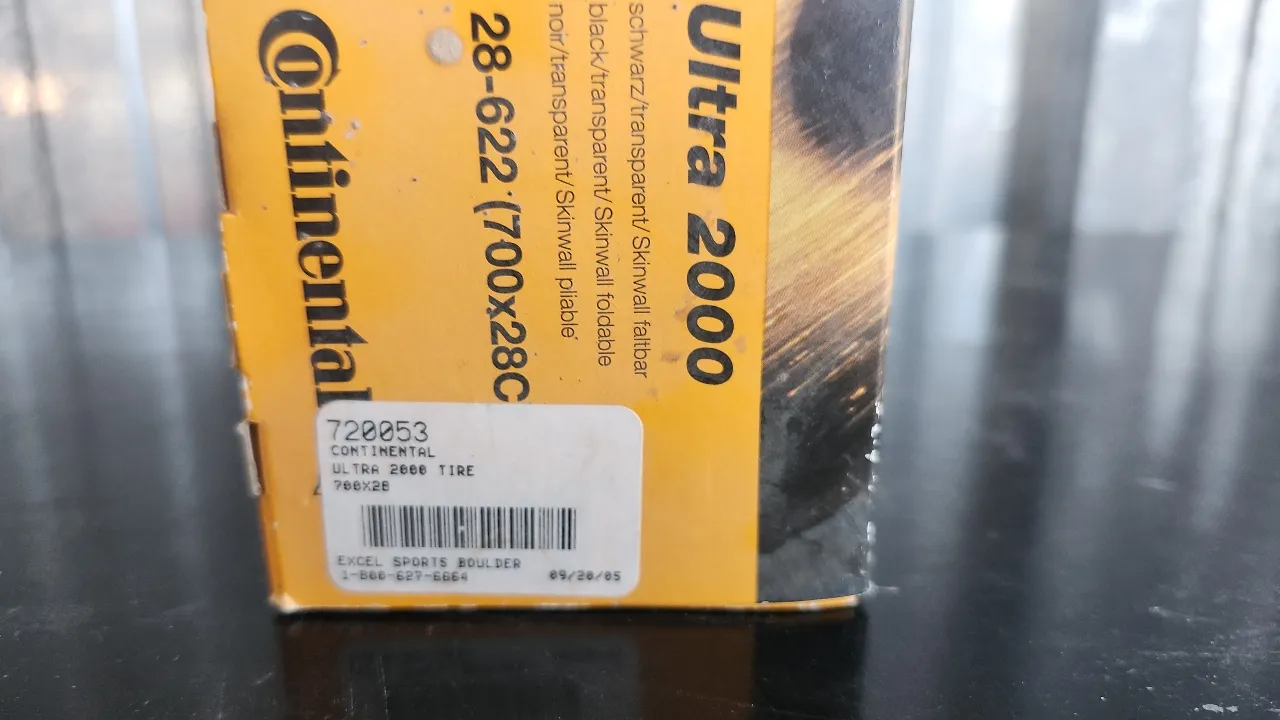 Continental
28-622 (700x28C
noir/transparent/Skinwall pliable
black/transparent/Skinwall foldable
schwarz/transparent/Skinwall faltbar
Ultra 2000
720053
CONTINENTAL
ULTRA 2000 TIRE
700X28
EXCEL SPORTS BOULDER
1-800-627-6664
09/20/05